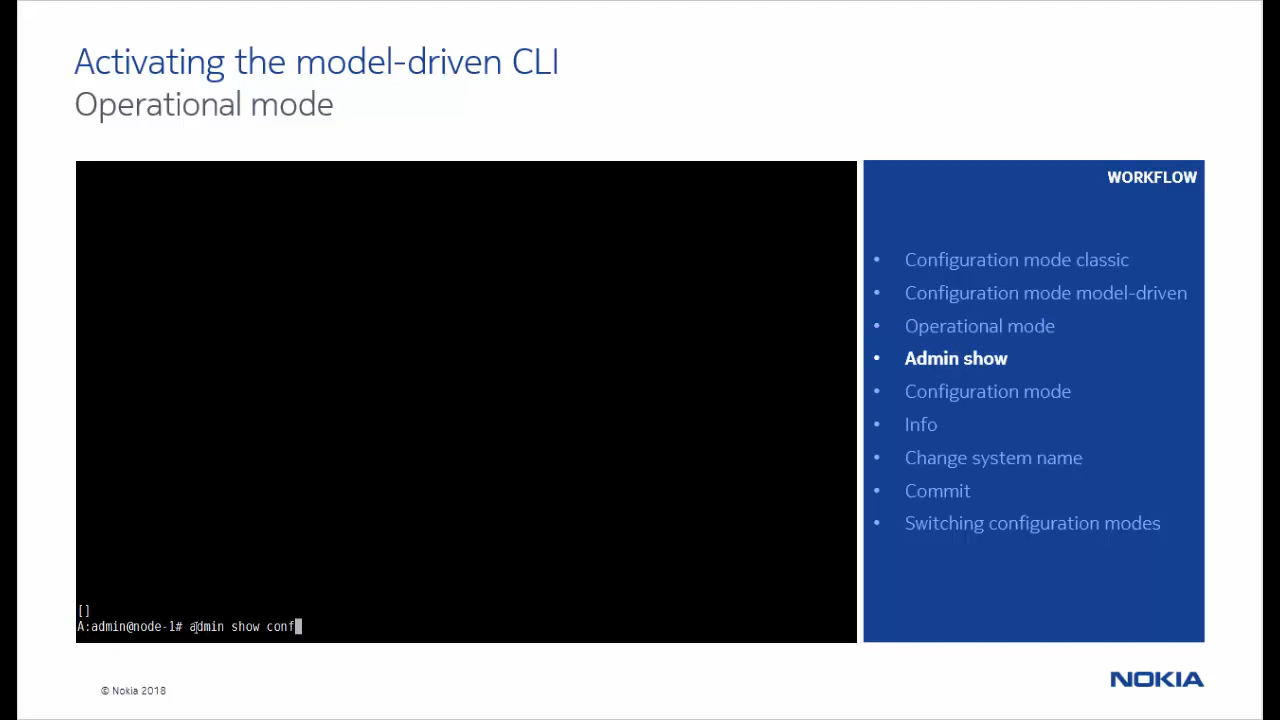 Activating the model-driven CLI
Operational mode
WORKFLOW
• Configuration mode classic
• Configuration mode model-driven
• Operational mode
• Admin show
• Configuration mode
• Info
• Change system name
• Commit
• Switching configuration modes
[]
A:admin@node-1# admin show conf
© Nokia 2018
NOKIA